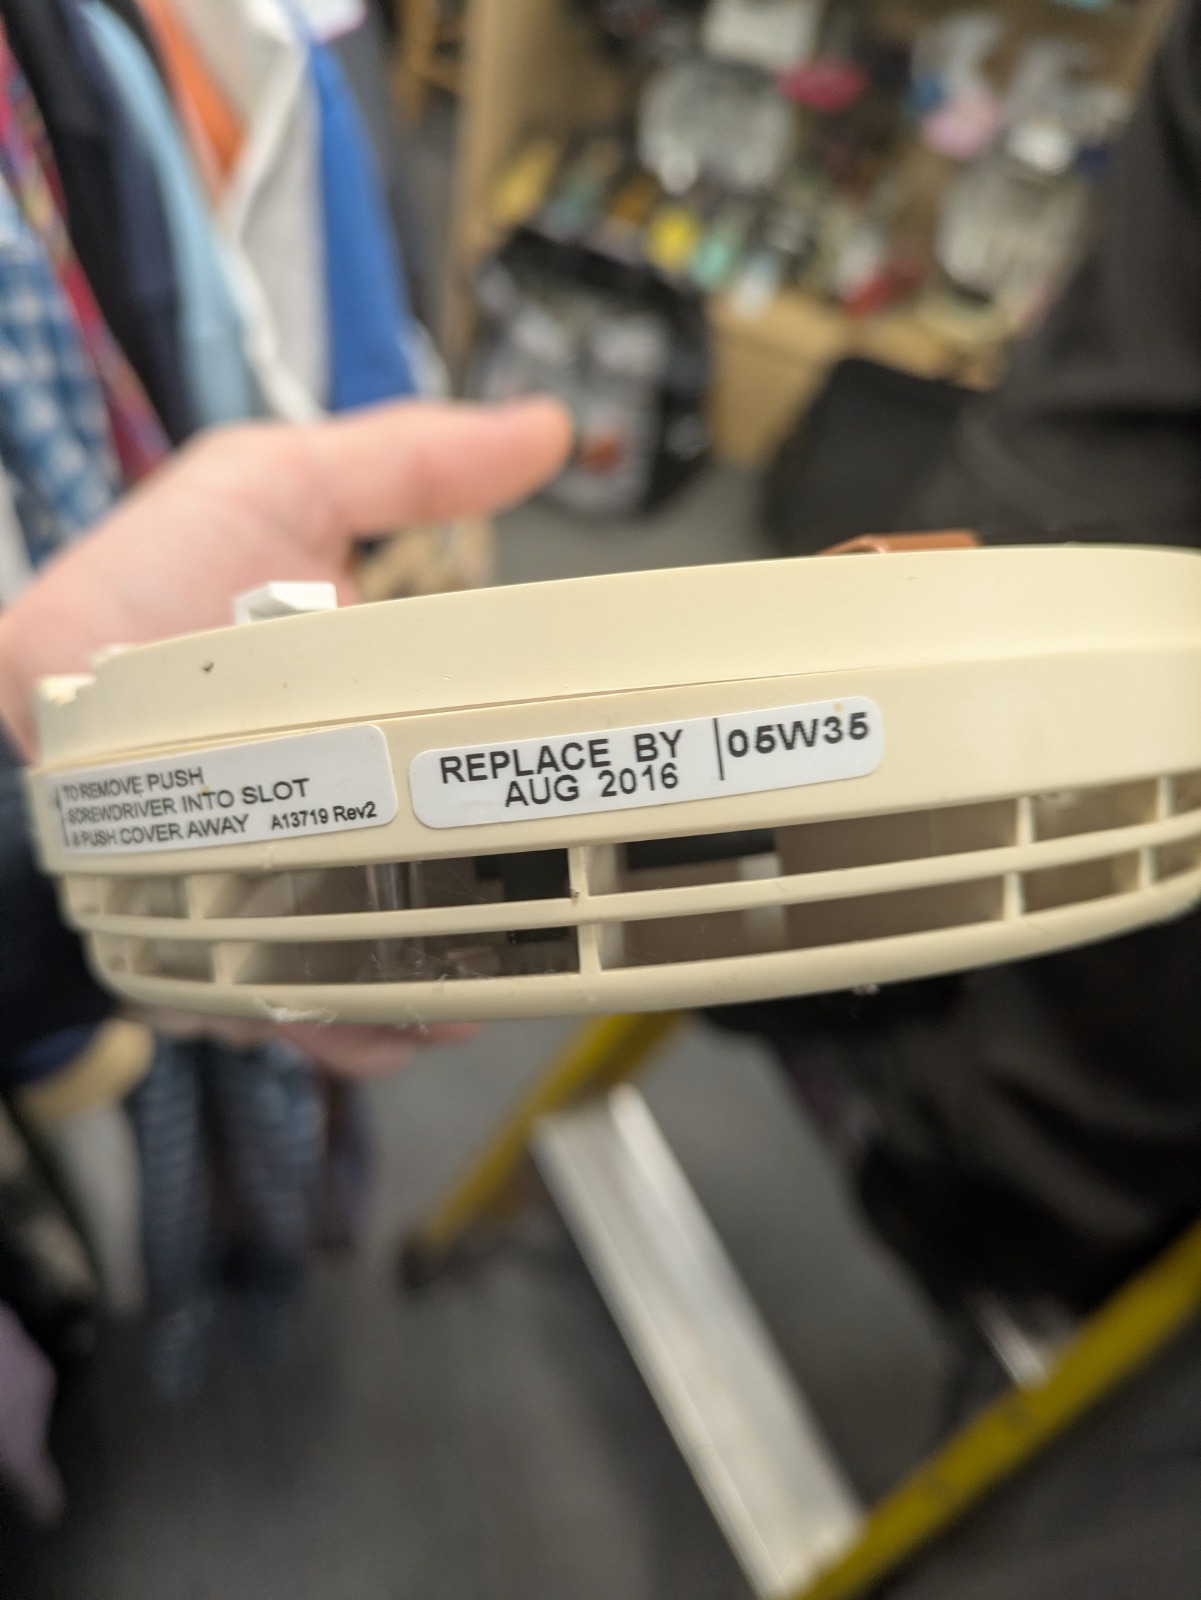 TO REMOVE PUSH
SCREWDRIVER INTO SLOT
& PUSH COVER AWAY A13719 Rev2
REPLACE BY
AUG 2016
05W35